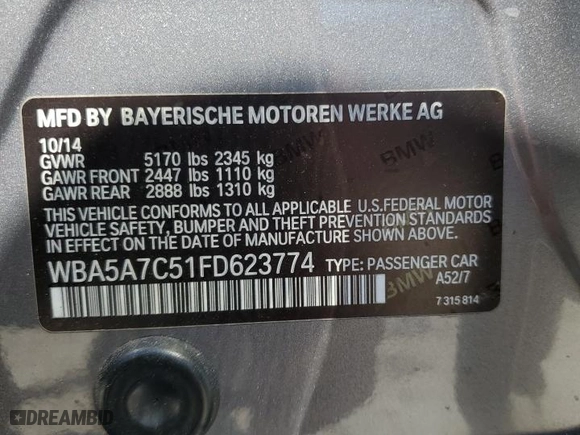 MFD BY BAYERISCHE MOTOREN WERKE AG
10/14
GVWR 5170 lbs 2345 kg
GAWR FRONT 2447 lbs 1110 kg
GAWR REAR 2888 lbs 1310 kg
THIS VEHICLE CONFORMS TO ALL APPLICABLE U.S.FEDERAL MOTOR
VEHICLE SAFETY, BUMPER AND THEFT PREVENTION STANDARDS
IN EFFECT ON THE DATE OF MANUFACTURE SHOWN ABOVE.
WBA5A7C51FD623774 TYPE: PASSENGER CAR
A52/7
7 315 814
BMW
BMW
BMW
DREAMBID